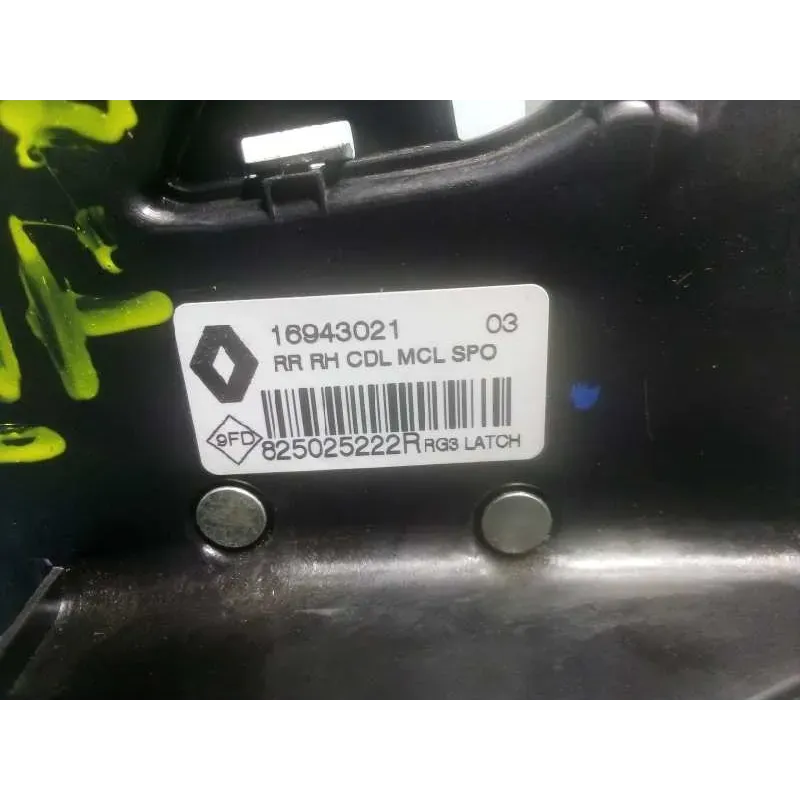 16943021 03
RR RH CDL MCL SPO
9FD 825025222R RG3 LATCH